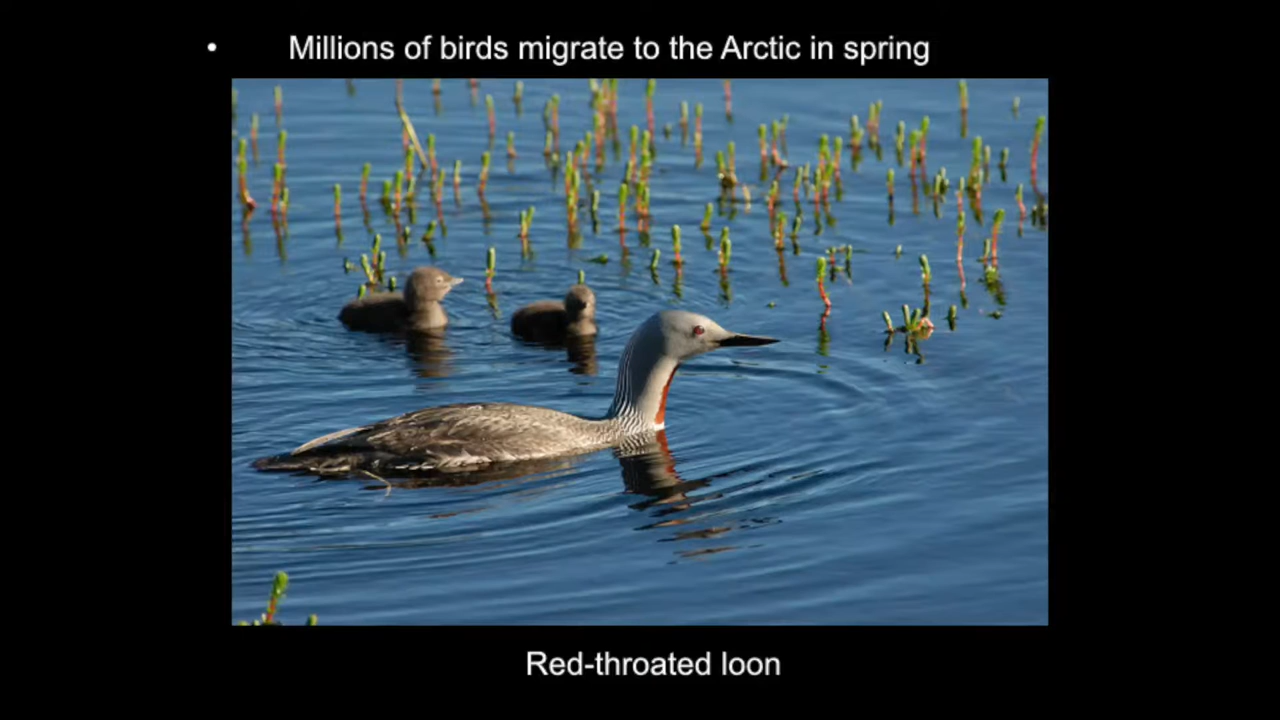 • Millions of birds migrate to the Arctic in spring
Red-throated loon